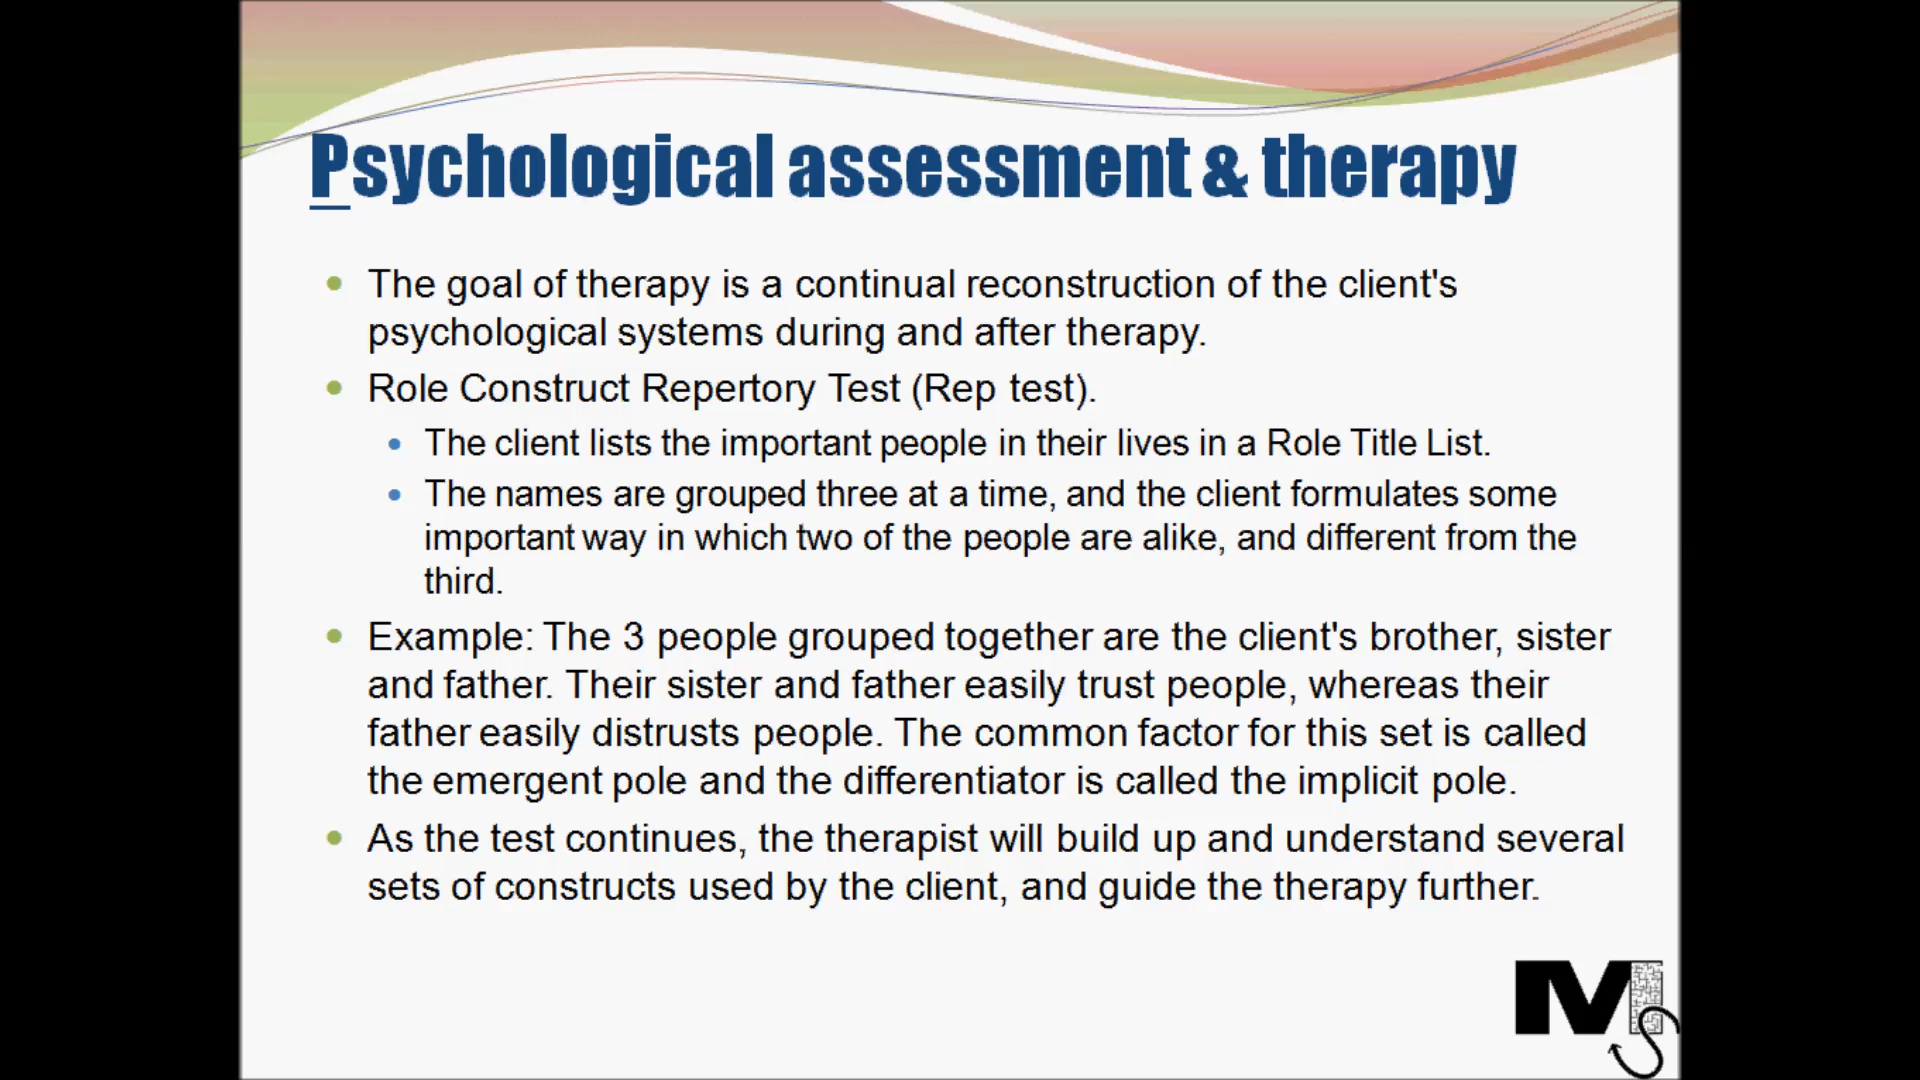 Psychological assessment & therapy
The goal of therapy is a continual reconstruction of the client's
psychological systems during and after therapy.
Role Construct Repertory Test (Rep test).
The client lists the important people in their lives in a Role Title List.
The names are grouped three at a time, and the client formulates some
important way in which two of the people are alike, and different from the
third.
Example: The 3 people grouped together are the client's brother, sister
and father. Their sister and father easily trust people, whereas their
father easily distrusts people. The common factor for this set is called
the emergent pole and the differentiator is called the implicit pole.
As the test continues, the therapist will build up and understand several
sets of constructs used by the client, and guide the therapy further.
MIS